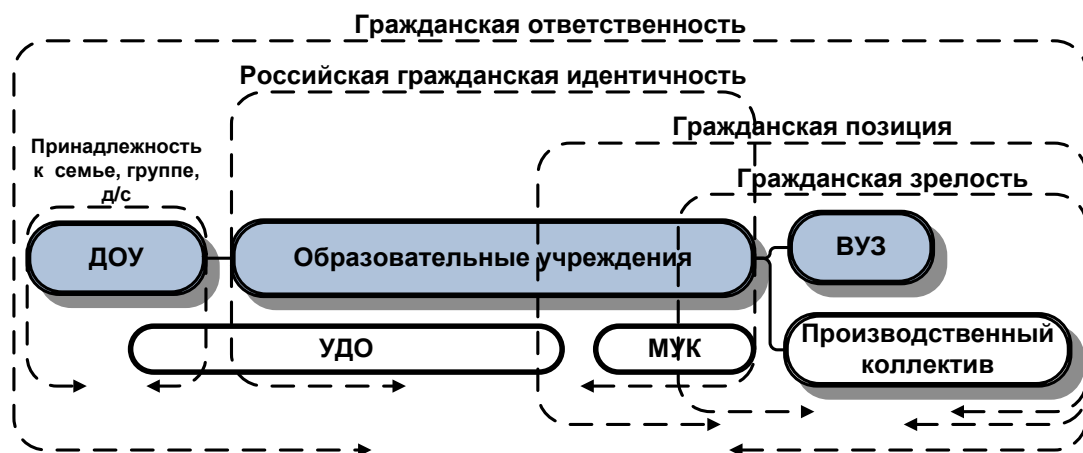 Гражданская ответственность
Российская гражданская идентичность
Гражданская позиция
Принадлежность
к семье, группе,
д/с
Гражданская зрелость
ДОУ
Образовательные учреждения
ВУЗ
УДО
МУК
Производственный
коллектив